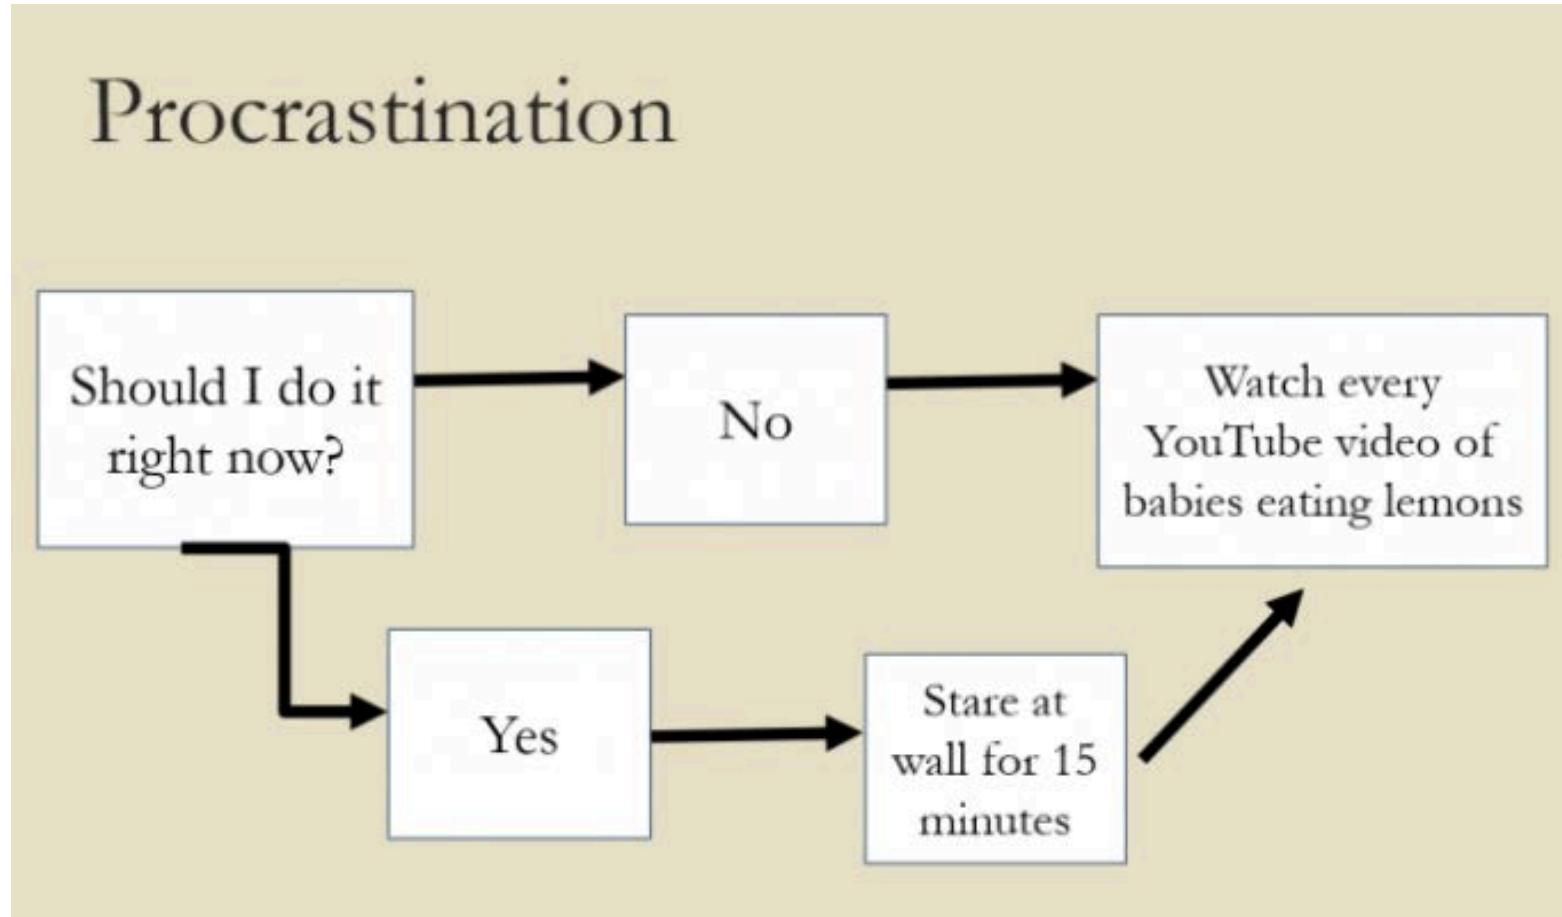 Procrastination
Should I do it
right now?
No
Watch every
YouTube video of
babies eating lemons
Yes
Stare at
wall for 15
minutes